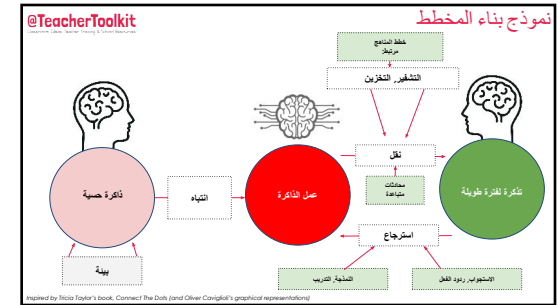 @TeacherToolkit
Classroom Ideas, Teacher Training & School Resources
نموذج بناء المخطط
خطط المناهج
مرتبط:
التشفير, التخزين
نقل
محادثات
متباعدة
ذاكرة حسية
انتباه
عمل الذاكرة
تذكرة لفترة طويلة
استرجاع
بيئة
النمذجة, التدريب
الاستجواب, ردود الفعل
Inspired by Tricia Taylor's book, Connect The Dots (and Oliver Caviglioli's graphical representations)